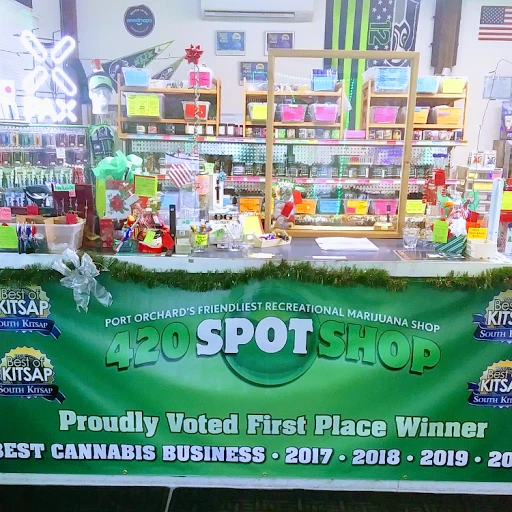 PAX
12
Best of
KITSAP
SOUTH KITSAP
Best of
KITSAP
SOUTH KITSAP
PORT ORCHARD'S FRIENDLIEST RECREATIONAL MARIJUANA SHOP
420 SPOT SHOP
Best of
KITSAP
SOUTH KITSAP
Proudly Voted First Place Winner
BEST CANNABIS BUSINESS • 2017 • 2018 • 2019 • 20